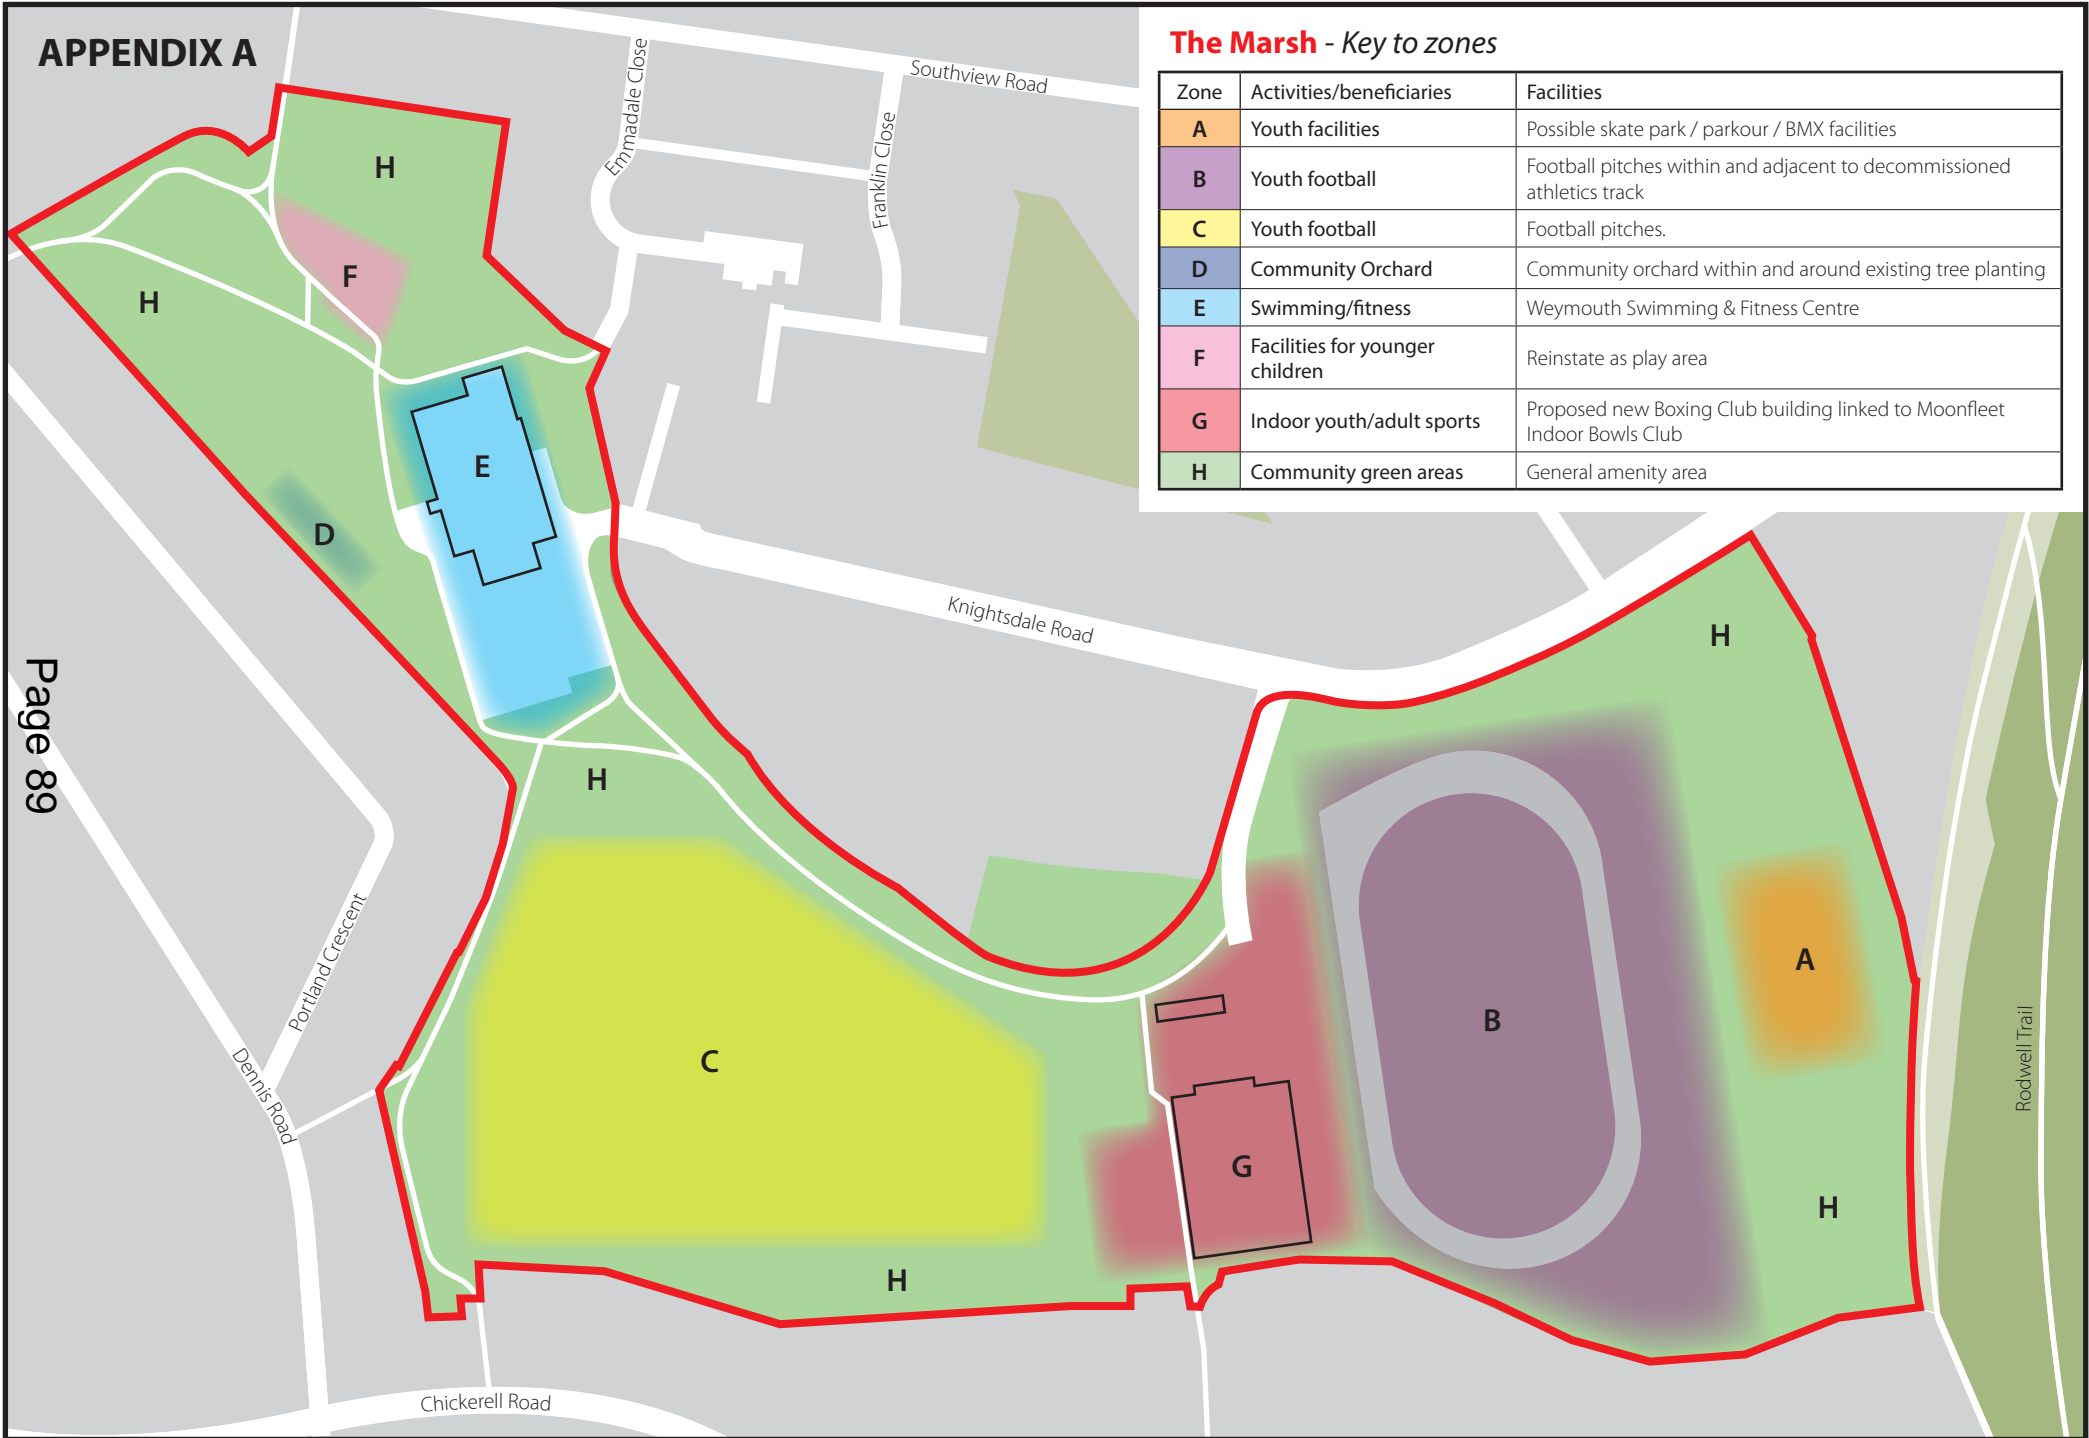 APPENDIX A
The Marsh - Key to zones
Zone Activities/beneficiaries Facilities
A Youth facilities Possible skate park / parkour / BMX facilities
B Youth football Football pitches within and adjacent to decommissioned
athletics track
C Youth football Football pitches.
D Community Orchard Community orchard within and around existing tree planting
E Swimming/fitness Weymouth Swimming & Fitness Centre
F Facilities for younger
children
Reinstate as play area
G Indoor youth/adult sports Proposed new Boxing Club building linked to Moonfleet
Indoor Bowls Club
H Community green areas General amenity area
Southview Road
Emmadale Close
Franklin Close
H
F
H
E
D
Knightsdale Road
H
Page 89
H
Portland Crescent
A
B
C
Rodwell Trail
Dennis Road
G
H
H
Chickerell Road